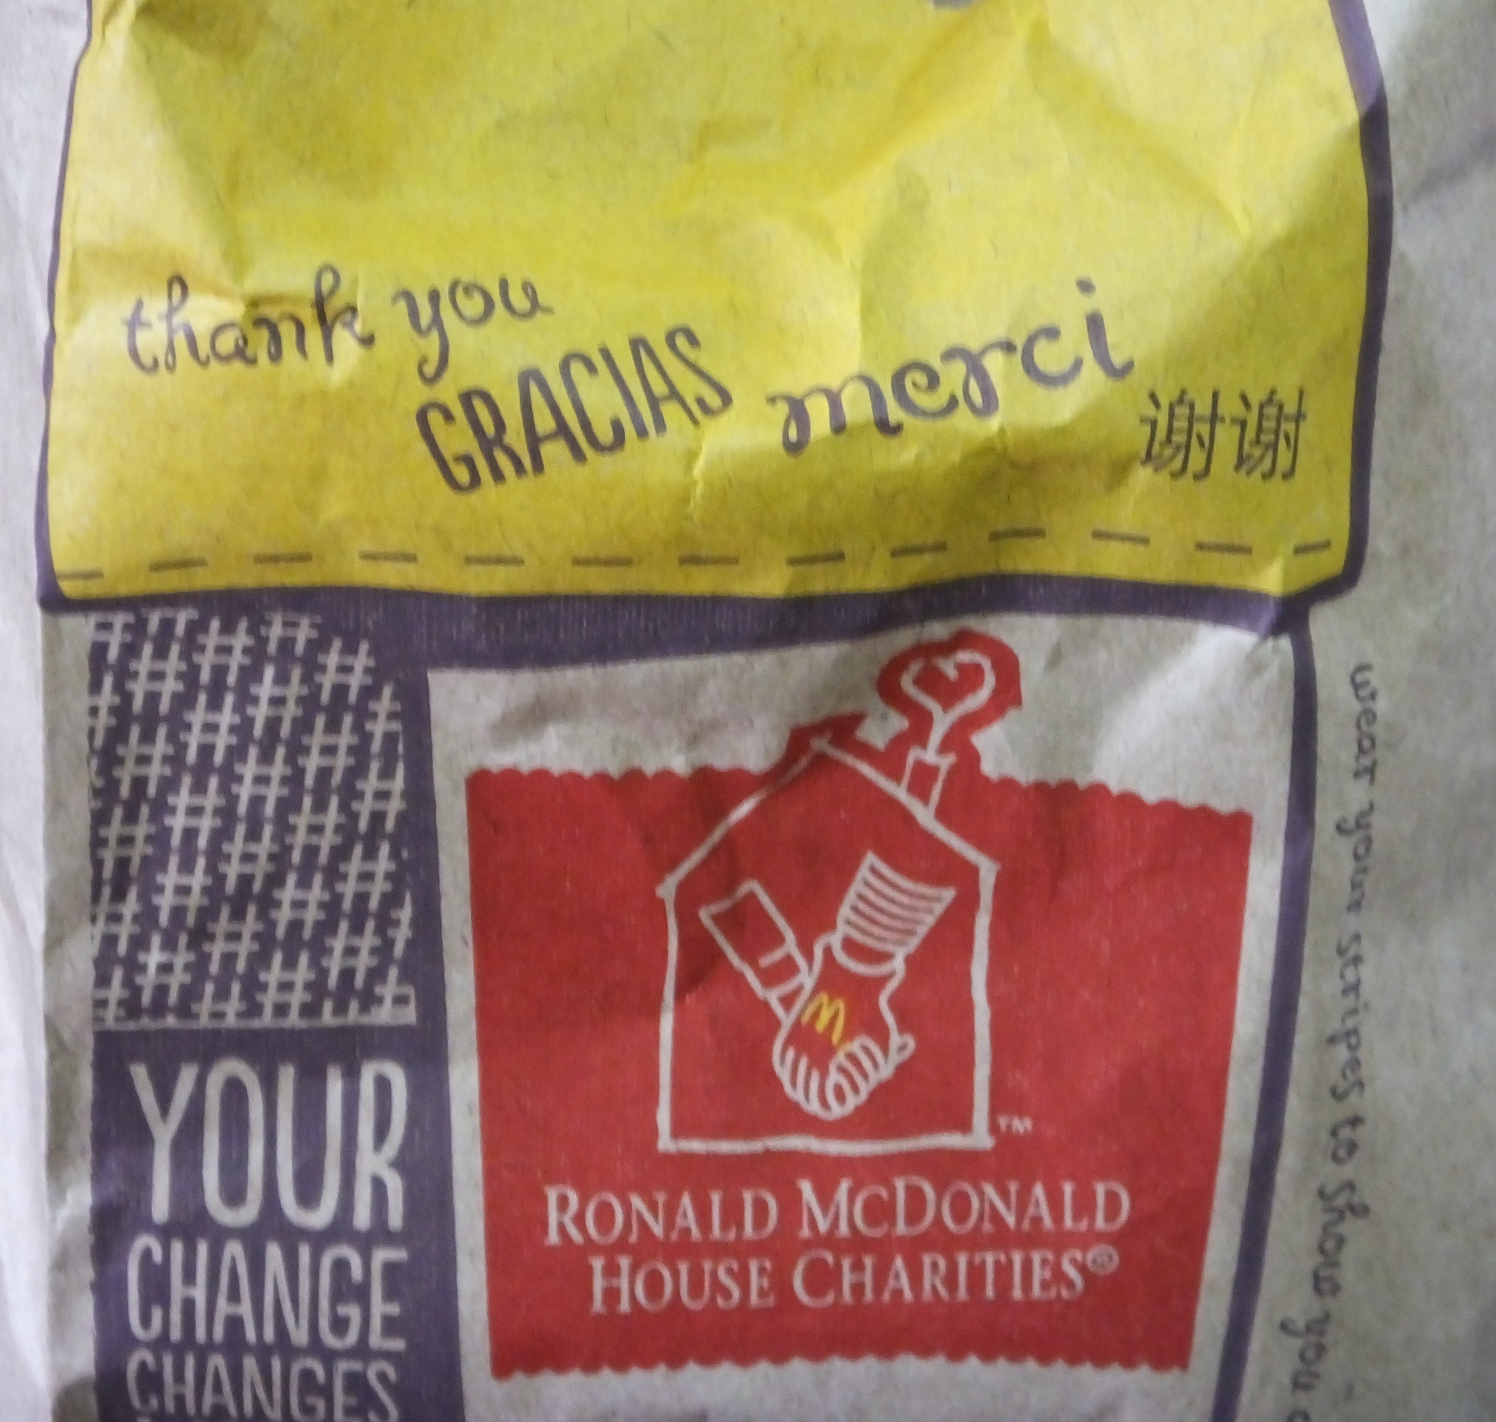 thank you
GRACIAS
merci
谢谢
YOUR
CHANGE
CHANGES
M
TM
RONALD MCDONALD
HOUSE CHARITIES®
wear your stripes to show you